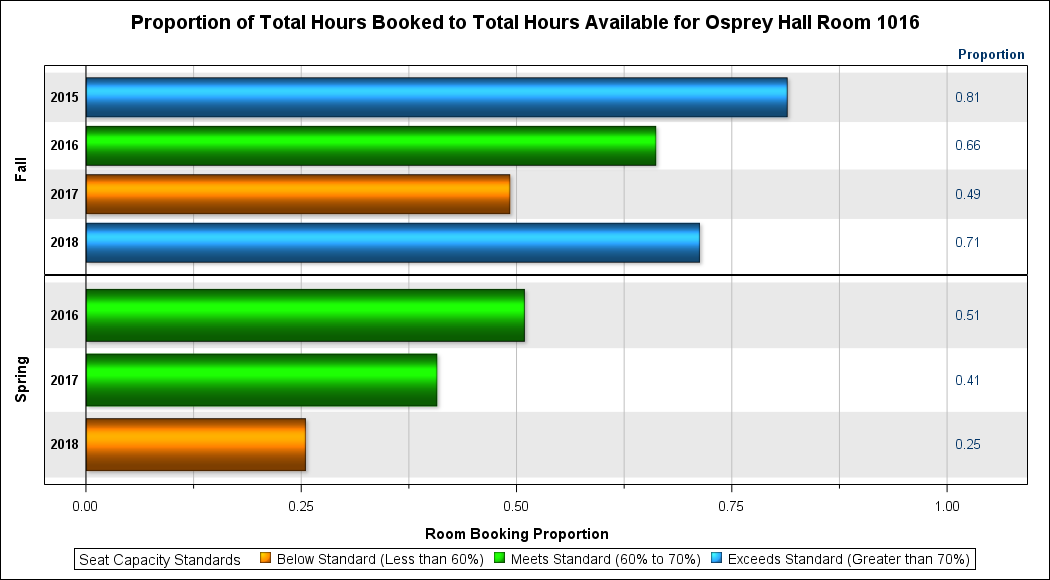 Proportion of Total Hours Booked to Total Hours Available for Osprey Hall Room 1016
Proportion
Fall
2015 0.81
2016 0.66
2017 0.49
2018 0.71
Spring
2016 0.51
2017 0.41
2018 0.25
0.00 0.25 0.50 0.75 1.00
Room Booking Proportion
Seat Capacity Standards Below Standard (Less than 60%) Meets Standard (60% to 70%) Exceeds Standard (Greater than 70%)